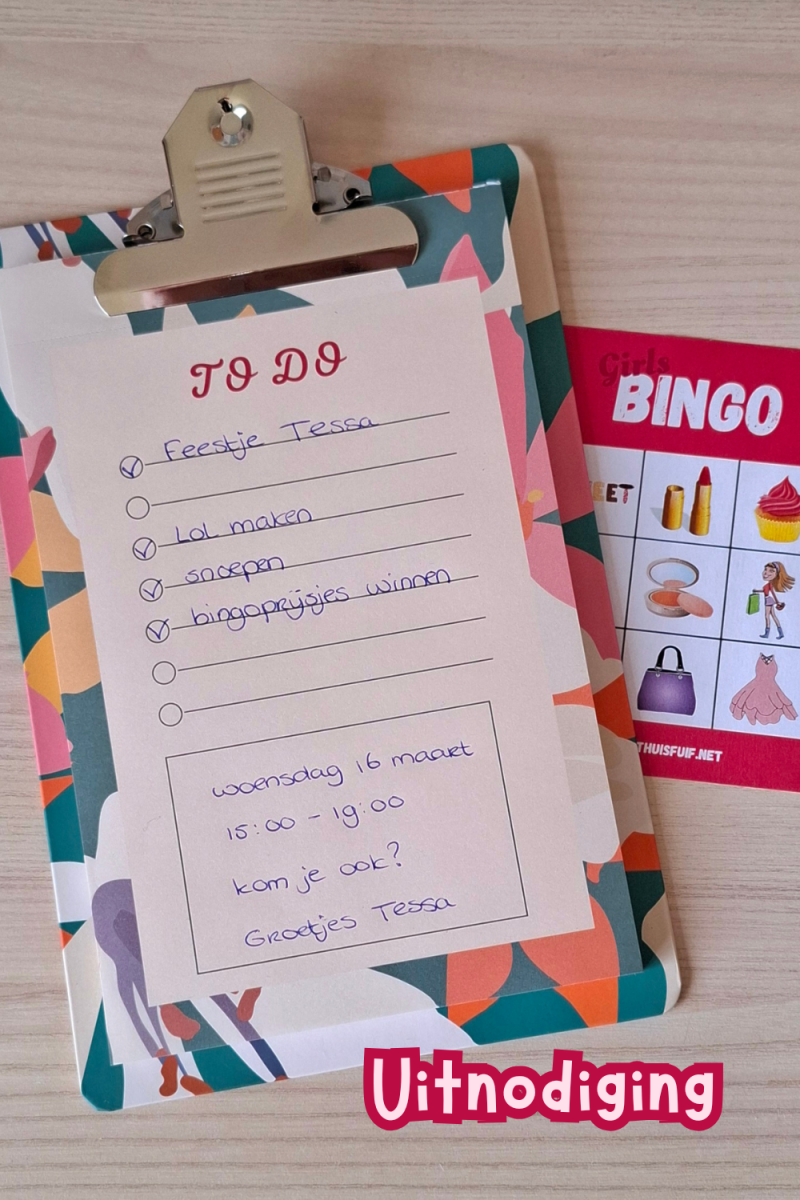 TO DO
Feestje Tessa
Lol maken
snoepen
bingoprijsjes winnen
woensdag 16 maart
15:00 - 19:00
kom je ook?
Groetjes Tessa
Girls
BINGO
THUISFUIF.NET
Uitnodiging